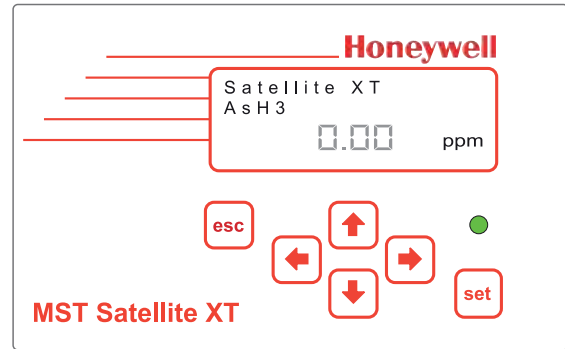 Honeywell
Satellite XT
AsH3
0.00 ppm
esc
set
MST Satellite XT